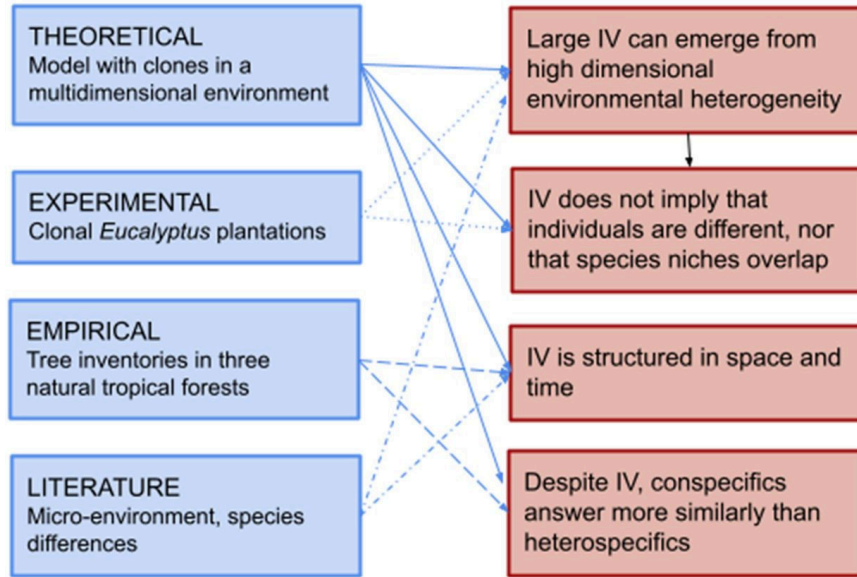 THEORETICAL
Model with clones in a
multidimensional environment
EXPERIMENTAL
Clonal Eucalyptus plantations
EMPIRICAL
Tree inventories in three
natural tropical forests
LITERATURE
Micro-environment, species
differences
Large IV can emerge from
high dimensional
environmental heterogeneity
IV does not imply that
individuals are different, nor
that species niches overlap
IV is structured in space and
time
Despite IV, conspecifics
answer more similarly than
heterospecifics